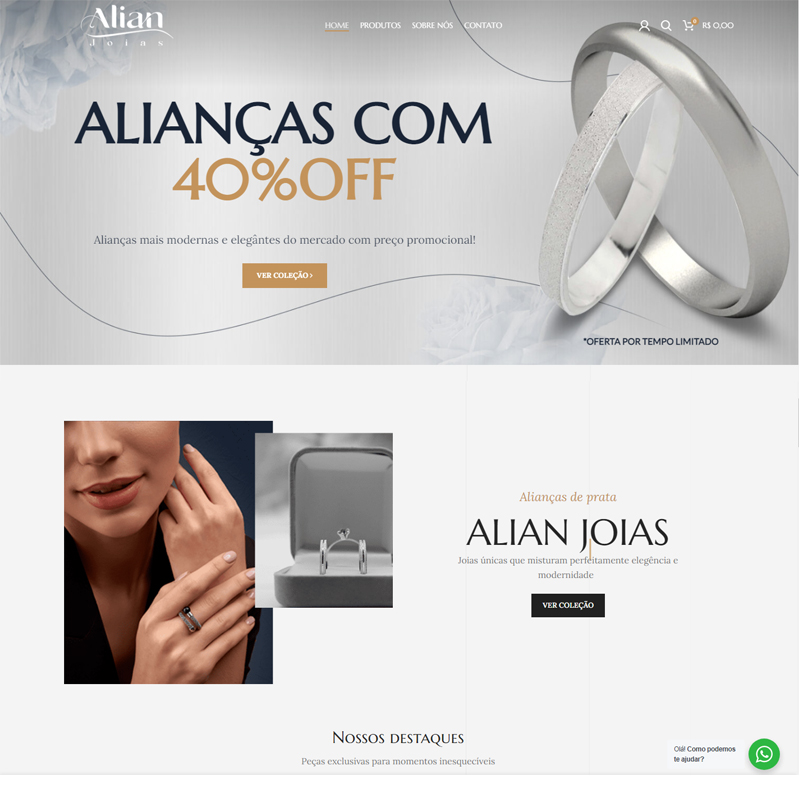 Alian
Joias
HOME PRODUTOS SOBRE NÓS CONTATO
0 R$ 0,00
ALIANÇAS COM
40%OFF
Alianças mais modernas e elegântes do mercado com preço promocional!
VER COLEÇÃO >
*OFERTA POR TEMPO LIMITADO
Alianças de prata
ALIAN JOIAS
Joias únicas que misturam perfeitamente elegência e
modernidade
VER COLEÇÃO
Nossos destaques
Peças exclusivas para momentos inesquecíveis
Olá! Como podemos
te ajudar?